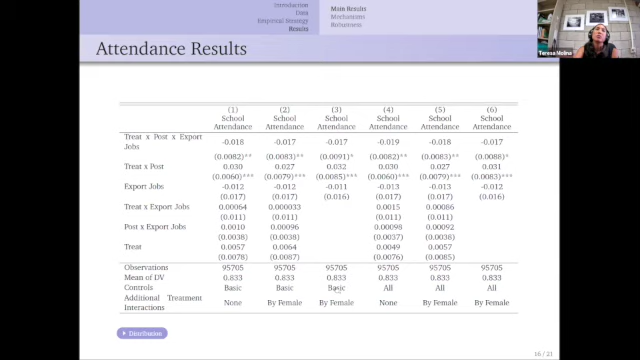 Introduction
Data
Empirical Strategy
Results
Main Results
Mechanisms
Robustness
Attendance Results
Teresa Molina
(1) (2) (3) (4) (5) (6)
School School School School School School
Attendance Attendance Attendance Attendance Attendance Attendance
Treat x Post x Export Jobs -0.018 -0.017 -0.017 -0.019 -0.018 -0.017
(0.0082)** (0.0083)** (0.0091)* (0.0082)** (0.0083)** (0.0088)*
Treat x Post 0.030 0.027 0.032 0.030 0.027 0.031
(0.0060)*** (0.0079)*** (0.0085)*** (0.0060)*** (0.0079)*** (0.0083)***
Export Jobs -0.012 -0.012 -0.011 -0.013 -0.013 -0.012
(0.017) (0.017) (0.016) (0.017) (0.017) (0.016)
Treat x Export Jobs 0.00064 0.000033 0.0015 0.00086
(0.011) (0.011) (0.011) (0.011)
Post x Export Jobs 0.0010 0.00096 0.00098 0.00092
(0.0038) (0.0038) (0.0037) (0.0038)
Treat 0.0057 0.0064 0.0049 0.0057
(0.0078) (0.0087) (0.0076) (0.0085)
Observations 95705 95705 95705 95705 95705 95705
Mean of DV 0.833 0.833 0.833 0.833 0.833 0.833
Controls Basic Basic Basic All All All
Additional Treatment Interactions None By Female By Female None By Female By Female
Distribution
16 / 21